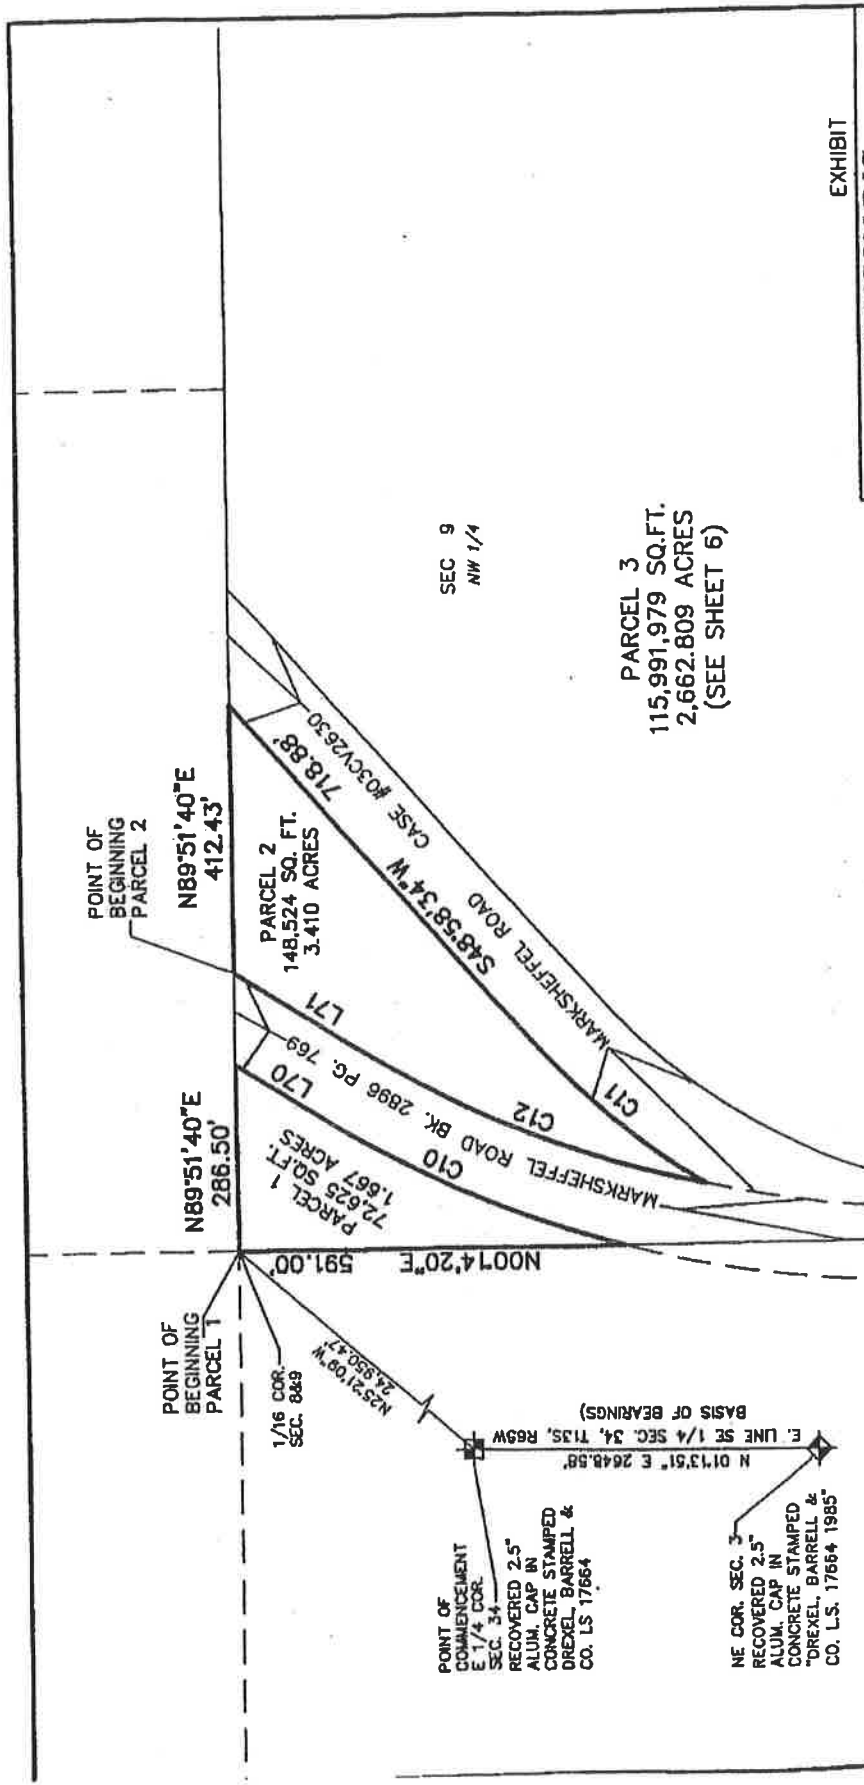 POINT OF
BEGINNING
PARCEL 1
1/16 COR.
SEC. 8&9
N89°51'40"E
286.50'
POINT OF
BEGINNING
PARCEL 2
N89°51'40"E
412.43'
N00°14'20"E 591.00'
PARCEL 1
72,625 SQ.FT.
1.667 ACRES
L70
C10
MARKSHEFFEL ROAD BK. 2896 PG. 769
L71
C12
PARCEL 2
148,524 SQ. FT.
3.410 ACRES
S48°58'34"W 718.88'
C11
MARKSHEFFEL ROAD CASE #03CV2630
SEC 9
NW 1/4
PARCEL 3
115,991,979 SQ.FT.
2,662.809 ACRES
(SEE SHEET 6)
N25°21'09"W
24,950.47'
POINT OF
COMMENCEMENT
E 1/4 COR.
SEC. 34
RECOVERED 2.5"
ALUM. CAP IN
CONCRETE STAMPED
DREXEL, BARRELL &
CO. LS 17664
N 01°13'51" E 2648.58'
E. LINE SE 1/4 SEC. 34, T13S, R65W
BASIS OF BEARINGS)
NE COR. SEC. 3
RECOVERED 2.5"
ALUM. CAP IN
CONCRETE STAMPED
"DREXEL, BARRELL &
CO. L.S. 17664 1985"
EXHIBIT